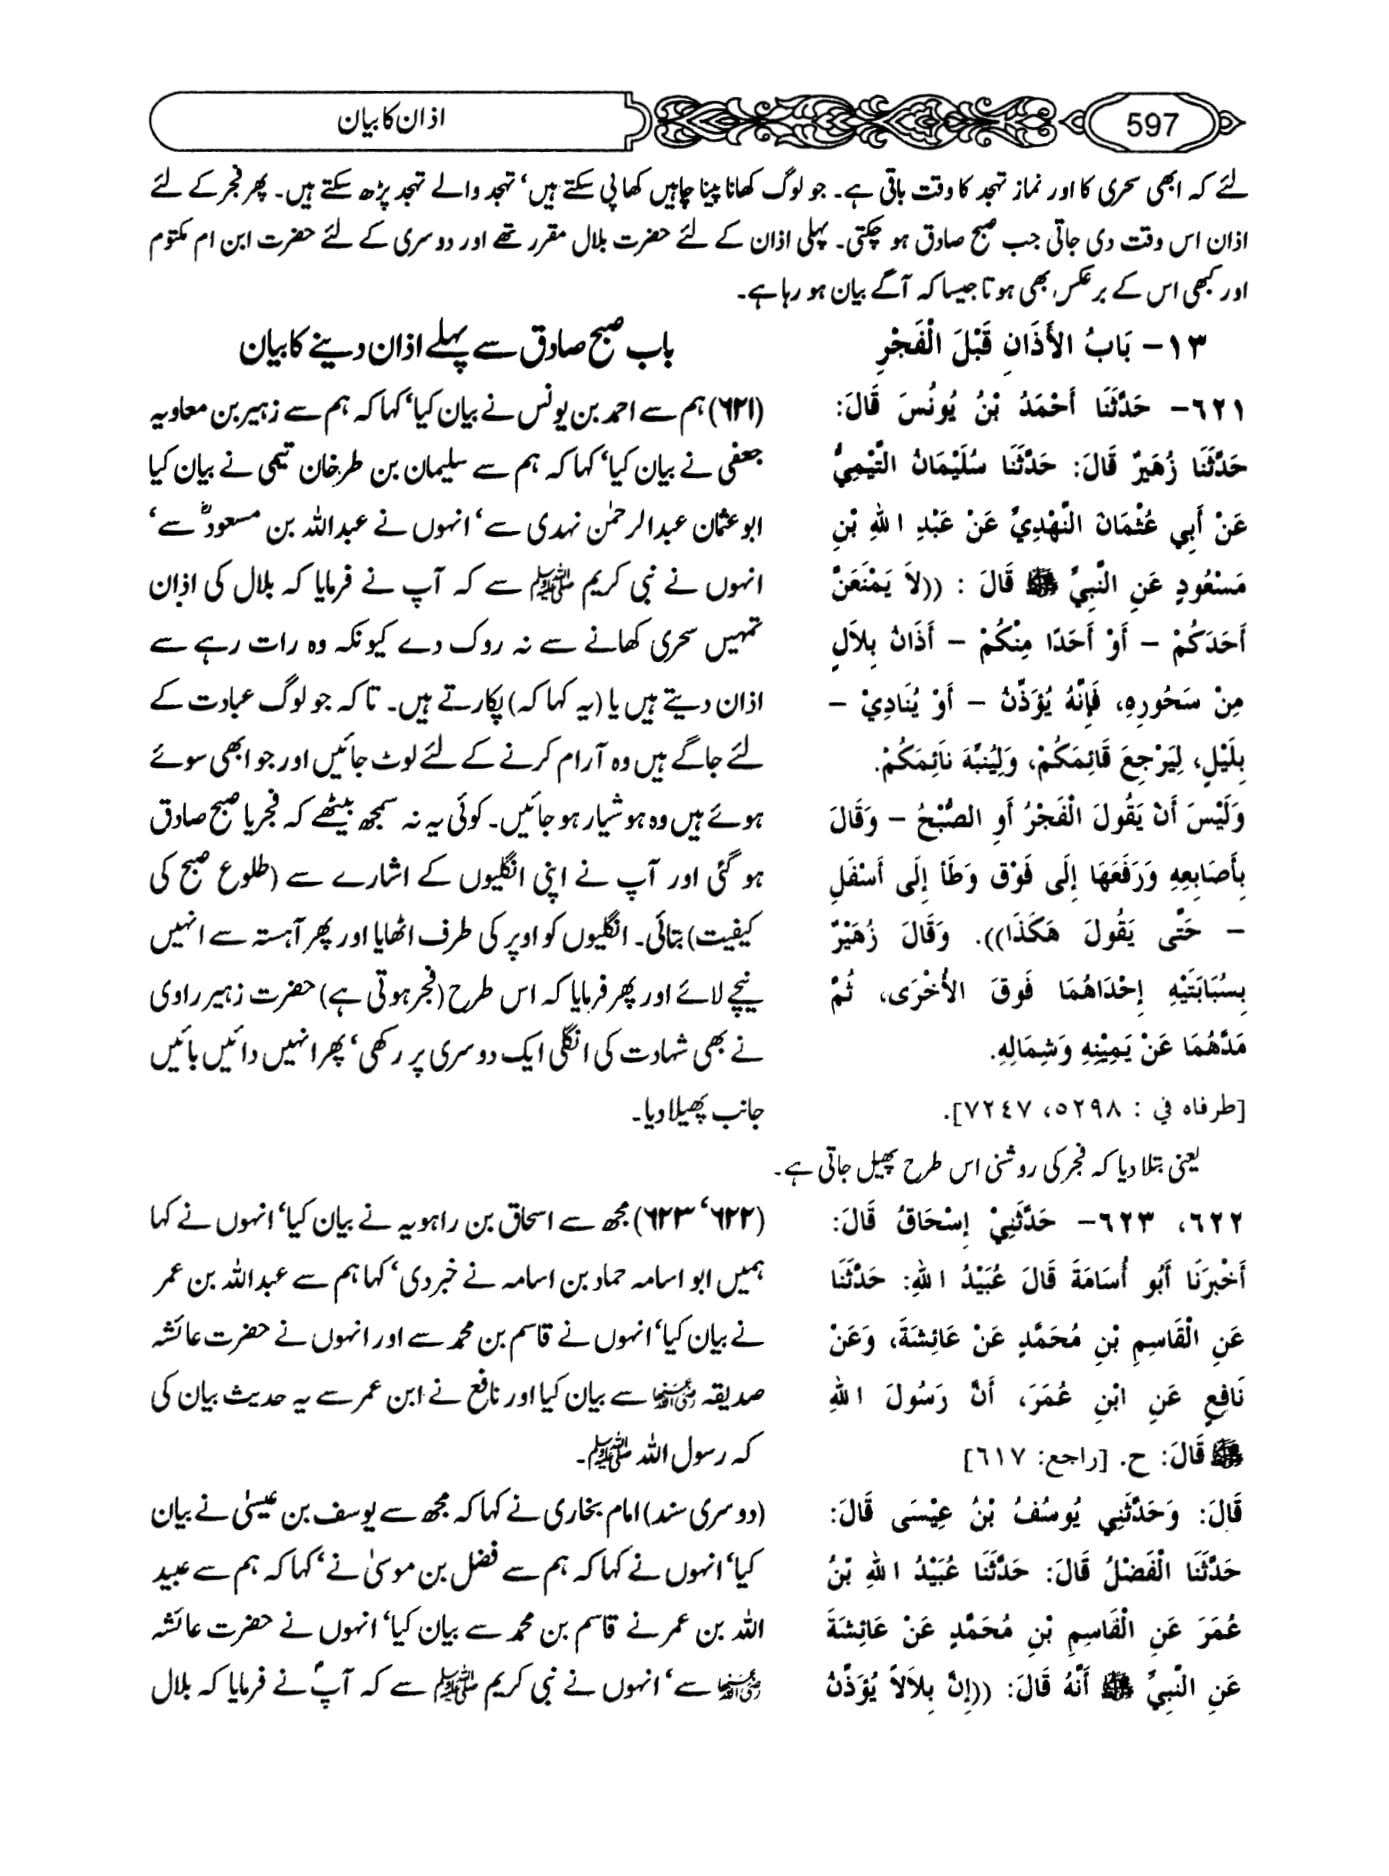 597
اذان کا بیان
لئے کہ ابھی سحری کا اور نماز تہجد کا وقت باقی ہے۔ جو لوگ کھانا پینا چاہیں کھا پی سکتے ہیں‘ تہجد والے تہجد پڑھ سکتے ہیں۔ پھر فجر کے لئے
اذان اس وقت دی جاتی جب صبح صادق ہو چکتی۔ پہلی اذان کے لئے حضرت بلال مقرر تھے اور دوسری کے لئے حضرت ابن ام مکتوم
اور کبھی اس کے برعکس بھی ہوتا جیسا کہ آگے بیان ہو رہا ہے۔
١٣- بَابُ الأَذَانِ قَبْلَ الْفَجْرِ
٦٢١- حَدَّثَنَا أَحْمَدُ بْنُ يُونُسَ قَالَ:
حَدَّثَنَا زُهَيرٌ قَالَ: حَدَّثَنَا سُلَيْمَانُ التَّيْمِيُّ
عَنْ أَبِي عُثْمَانَ النَّهْدِيِّ عَنْ عَبْدِ اللهِ بْنِ
مَسْعُودٍ عَنِ النَّبِيِّ ﷺ قَالَ : ((لاَ يَمْنَعَنَّ
أَحَدَكُمْ – أَوْ أَحَدًا مِنْكُمْ – أَذَانُ بِلاَلٍ
مِنْ سَحُورِهِ، فَإِنَّهُ يُؤَذِّنُ – أَوْ يُنَادِيْ –
بِلَيْلٍ، لِيَرْجِعَ قَائِمَكُمْ، وَلِيُنَبِّهَ نَائِمَكُمْ.
وَلَيْسَ أَنْ يَقُولَ الْفَجْرُ أَوِ الصُّبْحُ – وَقَالَ
بِأَصَابِعِهِ وَرَفَعَهَا إِلَى فَوْق وَطَأْ إِلَى أَسْفَلِ
– حَتَّى يَقُولَ هَكَذَا)). وَقَالَ زُهَيْرٌ
بِسُبَابَتَيْهِ إِحْدَاهُمَا فَوقَ الأُخْرَى، ثُمَّ
مَدَّهُمَا عَنْ يَمِيْنِهِ وَشِمَالِهِ.
[طرفاه في : ٥٢٩٨، ٧٢٤٧].
باب صبح صادق سے پہلے اذان دینے کا بیان
(۶۲۱) ہم سے احمد بن یونس نے بیان کیا‘ کہا کہ ہم سے زہیر بن معاویہ
جعفی نے بیان کیا‘ کہا کہ ہم سے سلیمان بن طرخان تیمی نے بیان کیا
ابو عثمان عبدالرحمٰن نہدی سے‘ انہوں نے عبداللہ بن مسعودؓ سے‘
انہوں نے نبی کریم ﷺ سے کہ آپ نے فرمایا کہ بلال کی اذان
تمہیں سحری کھانے سے نہ روک دے کیونکہ وہ رات رہے سے
اذان دیتے ہیں یا (یہ کہا کہ) پکارتے ہیں۔ تاکہ جو لوگ عبادت کے
لئے جاگے ہیں وہ آرام کرنے کے لئے لوٹ جائیں اور جو ابھی سوئے
ہوئے ہیں وہ ہوشیار ہو جائیں۔ کوئی یہ نہ سمجھ بیٹھے کہ فجر یا صبح صادق
ہو گئی اور آپ نے اپنی انگلیوں کے اشارے سے (طلوع صبح کی
کیفیت) بتائی۔ انگلیوں کو اوپر کی طرف اٹھایا اور پھر آہستہ سے انہیں
نیچے لائے اور پھر فرمایا کہ اس طرح (فجر ہوتی ہے) حضرت زہیر راوی
نے بھی شہادت کی انگلی ایک دوسری پر رکھی‘ پھر انہیں دائیں بائیں
جانب پھیلا دیا۔
یعنی بتلا دیا کہ فجر کی روشنی اس طرح پھیل جاتی ہے۔
٦٢٢، ٦٢٣- حَدَّثَنِيْ إِسْحَاقُ قَالَ:
أَخْبَرَنَا أَبُو أُسَامَةَ قَالَ عُبَيْدُ اللهِ: حَدَّثَنَا
عَنِ الْقَاسِمِ بْنِ مُحَمَّدٍ عَنْ عَائِشَةَ، وَعَنْ
نَافِعٍ عَنِ ابْنِ عُمَرَ، أَنَّ رَسُولَ اللهِ
ﷺ قَالَ: ح. [راجع: ٦١٧]
قَالَ: وَحَدَّثَنِي يُوسُفُ بْنُ عِيْسَى قَالَ:
حَدَّثَنَا الْفَضْلُ قَالَ: حَدَّثَنَا عُبَيْدُ اللهِ بْنُ
عُمَرَ عَنِ الْقَاسِمِ بْنِ مُحَمَّدٍ عَنْ عَائِشَةَ
عَنِ النَّبِيِّ ﷺ أَنَّهُ قَالَ: ((إِنَّ بِلاَلاً يُؤَذِّنُ
(۶۲۲‘ ۶۲۳) مجھ سے اسحاق بن راہویہ نے بیان کیا‘ انہوں نے کہا
ہمیں ابو اسامہ حماد بن اسامہ نے خبر دی‘ کہا ہم سے عبداللہ بن عمر
نے بیان کیا‘ انہوں نے قاسم بن محمد سے اور انہوں نے حضرت عائشہ
صدیقہ رضی اللہ عنہا سے بیان کیا اور نافع نے ابن عمر سے یہ حدیث بیان کی
کہ رسول اللہ ﷺ۔
(دوسری سند) امام بخاری نے کہا کہ مجھ سے یوسف بن عیسیٰ نے بیان
کیا‘ انہوں نے کہا کہ ہم سے فضل بن موسیٰ نے‘ کہا کہ ہم سے عبید
اللہ بن عمر نے قاسم بن محمد سے بیان کیا‘ انہوں نے حضرت عائشہ
رضی اللہ عنہا سے‘ انہوں نے نبی کریم ﷺ سے کہ آپؐ نے فرمایا کہ بلال